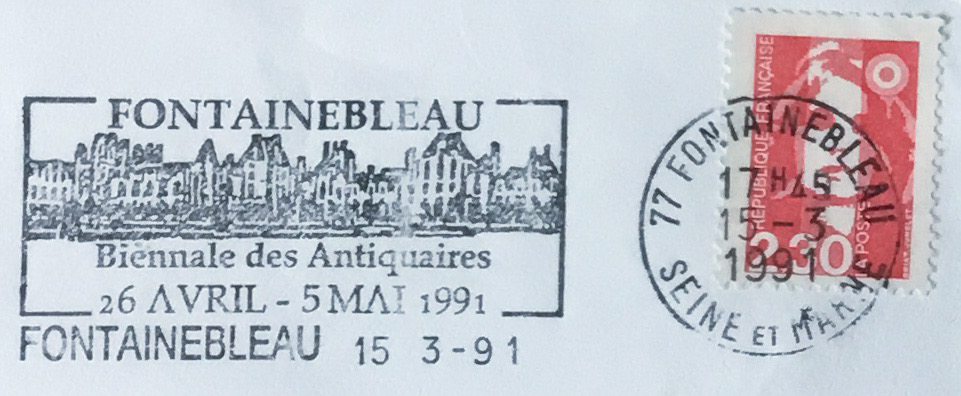 FONTAINEBLEAU
Biennale des Antiquaires
26 AVRIL - 5 MAI 1991
FONTAINEBLEAU 15 3-91
77 FONTAINEBLEAU
17H45
15-3
1991
SEINE ET MARNE
RÉPUBLIQUE FRANÇAISE
2,30
LA POSTE